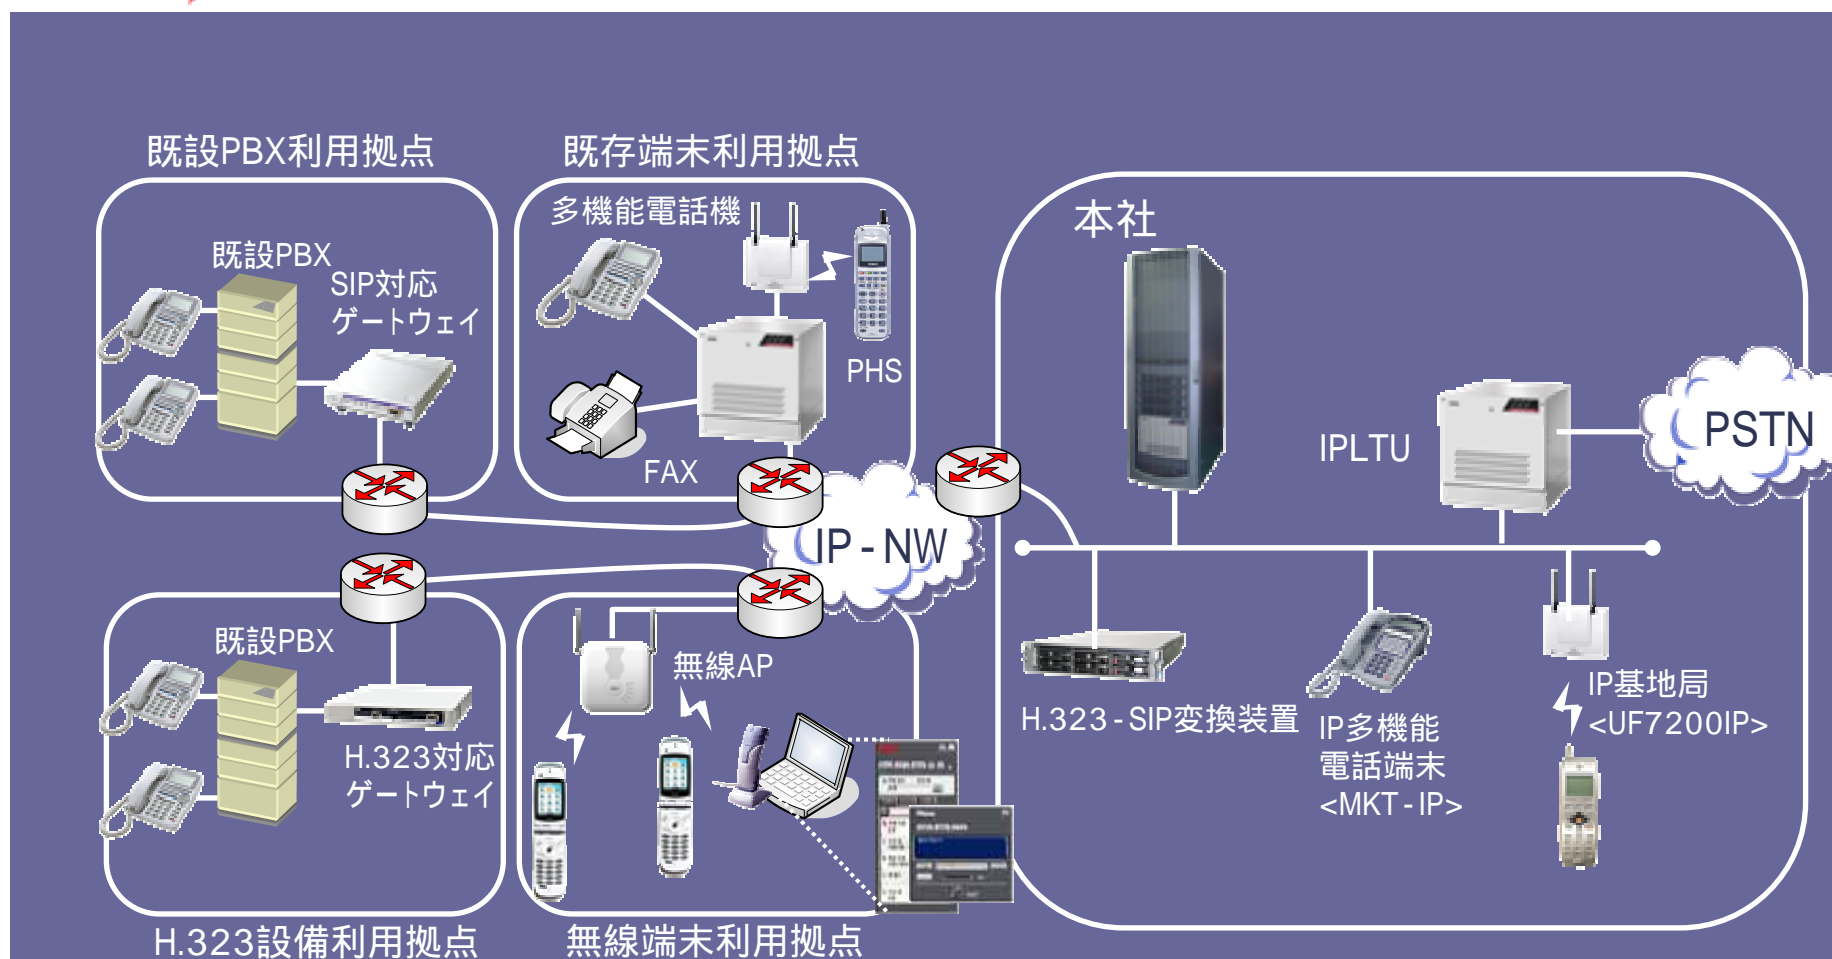 既設PBX利用拠点
既設PBX
SIP対応
ゲートウェイ
既存端末利用拠点
多機能電話機
PHS
FAX
IP-NW
既設PBX
H.323対応
ゲートウェイ
H.323設備利用拠点
無線AP
無線端末利用拠点
本社
IPLTU
PSTN
H.323-SIP変換装置
IP多機能
電話端末
<MKT-IP>
IP基地局
<UF7200IP>